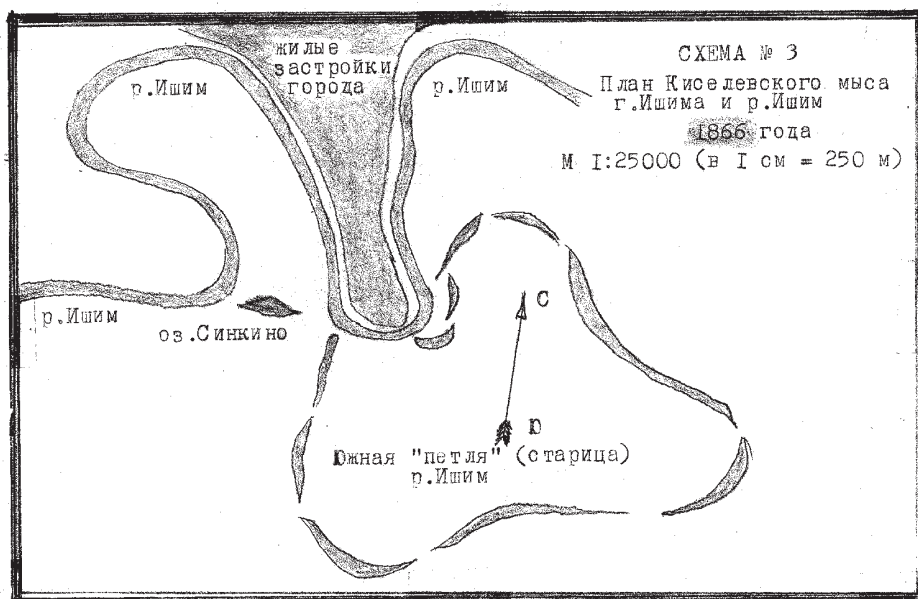 СХЕМА № 3
План Киселевского мыса
г.Ишима и р.Ишим
1866 года
М I:25000 (в I см = 250 м)
жилые
застройки
города
р.Ишим
р.Ишим
р.Ишим
оз.Синкино
С
Ю
Южная "петля" (старица)
р.Ишим